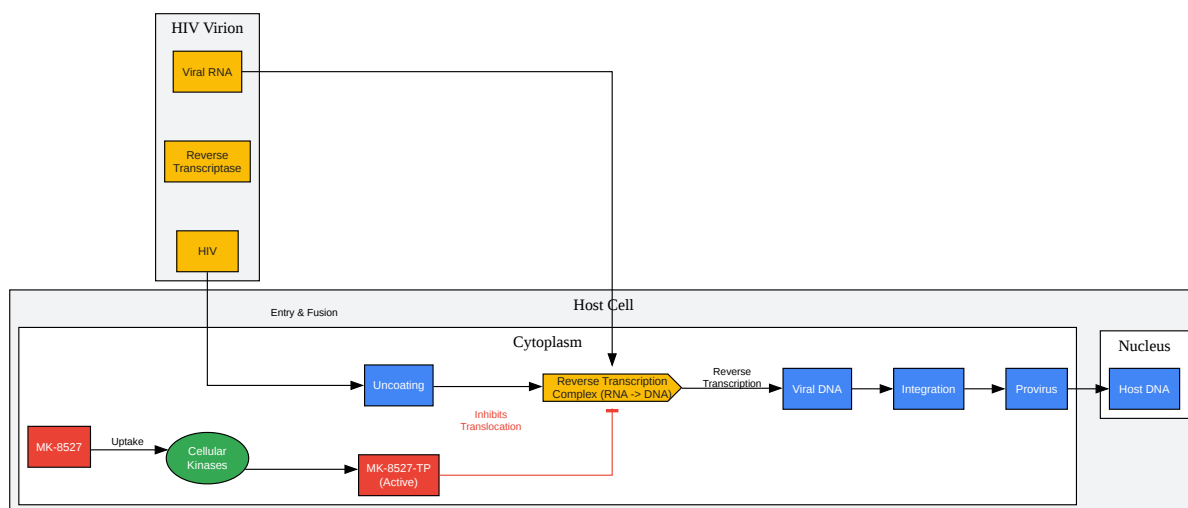 HIV Virion
Viral RNA
Reverse
Transcriptase
HIV
Host Cell
Entry & Fusion
Cytoplasm
Nucleus
Uncoating
Reverse Transcription
Complex (RNA -> DNA)
Reverse
Transcription
Viral DNA
Integration
Provirus
Host DNA
Inhibits
Translocation
MK-8527
Uptake
Cellular
Kinases
MK-8527-TP
(Active)